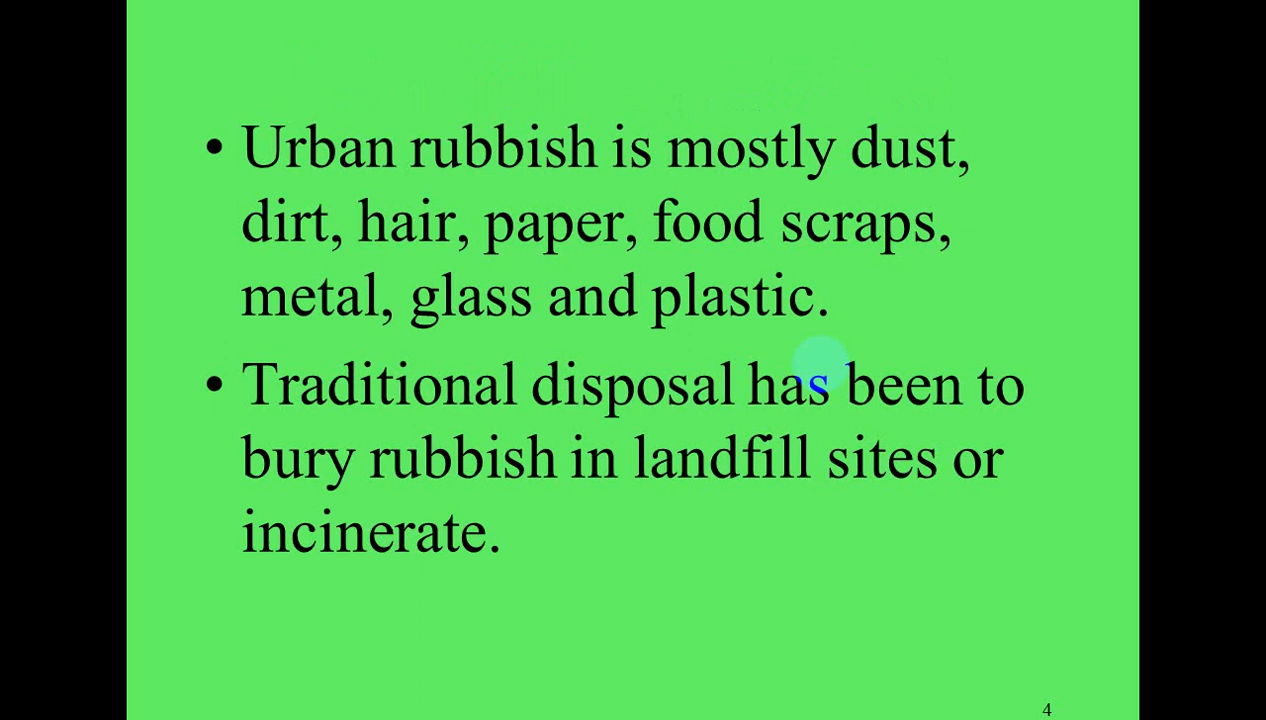 • Urban rubbish is mostly dust,
dirt, hair, paper, food scraps,
metal, glass and plastic.
• Traditional disposal has been to
bury rubbish in landfill sites or
incinerate.
4